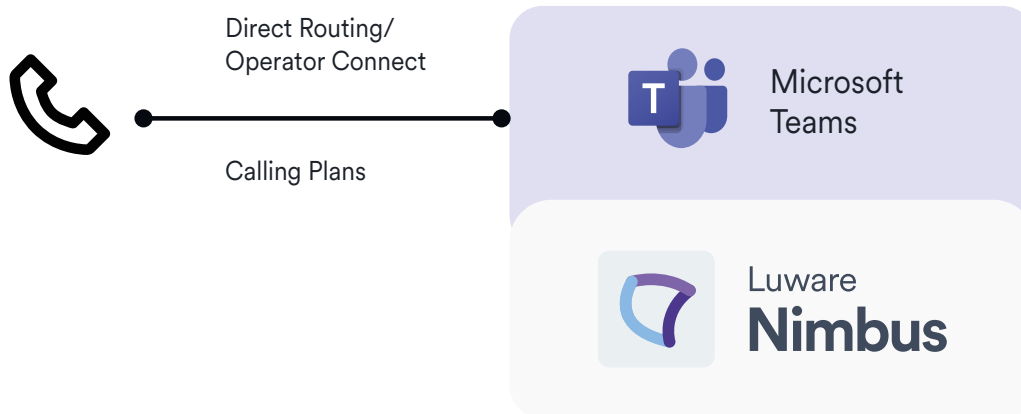 Direct Routing/
Operator Connect
Calling Plans
T
Microsoft
Teams
Luware
Nimbus